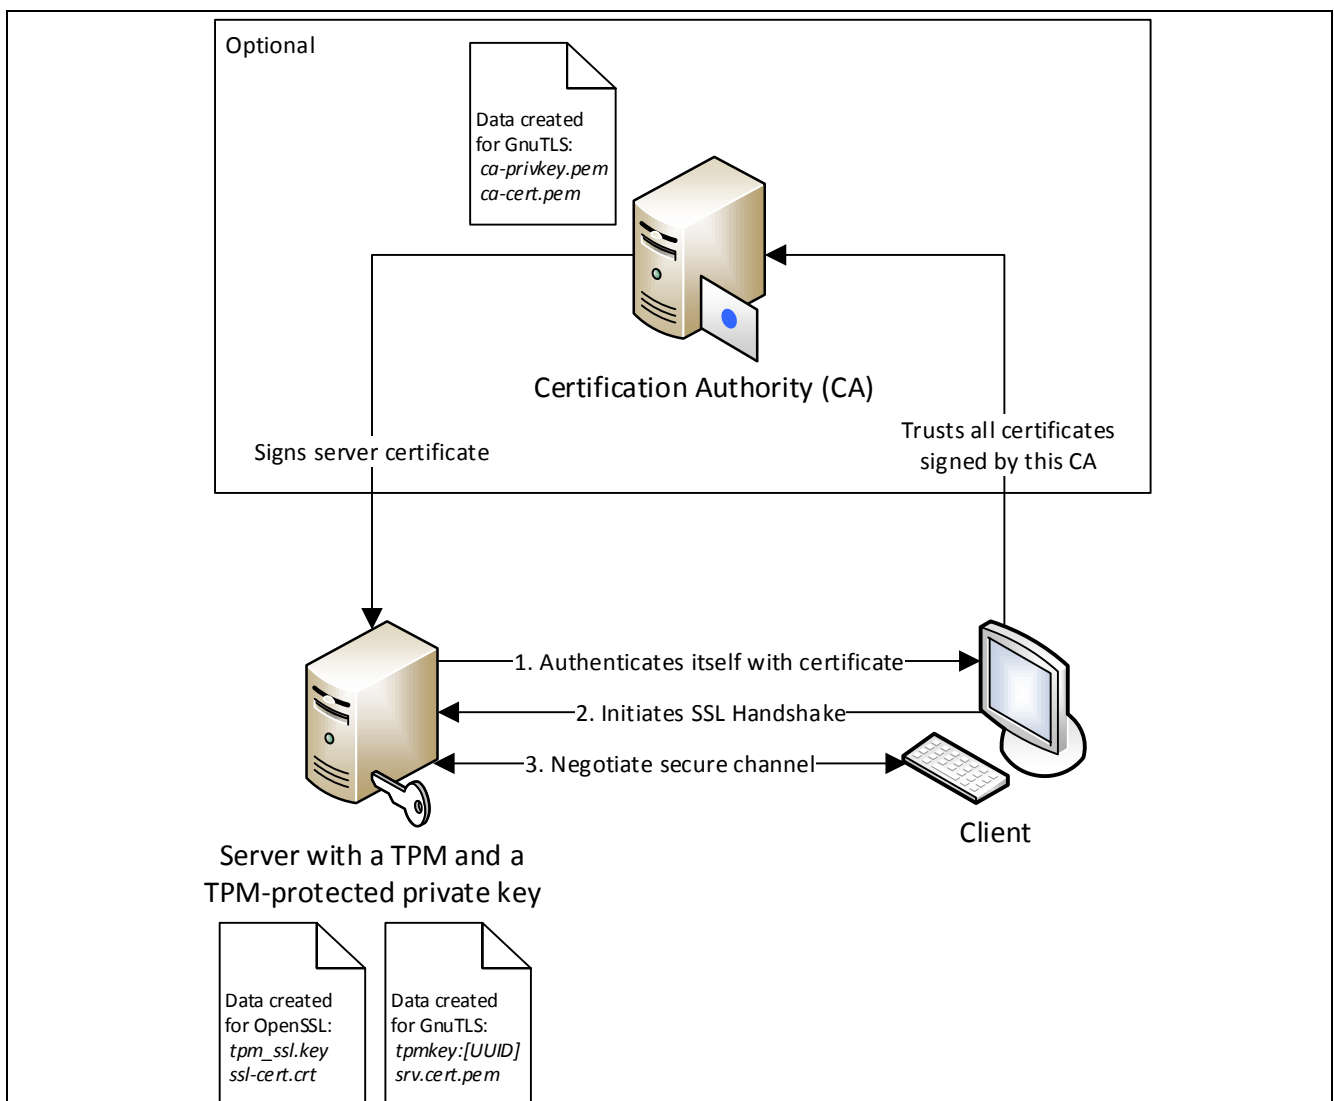 Optional
Data created
for GnuTLS:
ca-privkey.pem
ca-cert.pem
Certification Authority (CA)
Signs server certificate
Trusts all certificates
signed by this CA
1. Authenticates itself with certificate
2. Initiates SSL Handshake
3. Negotiate secure channel
Client
Server with a TPM and a
TPM-protected private key
Data created
for OpenSSL:
tpm_ssl.key
ssl-cert.crt
Data created
for GnuTLS:
tpmkey:[UUID]
srv.cert.pem